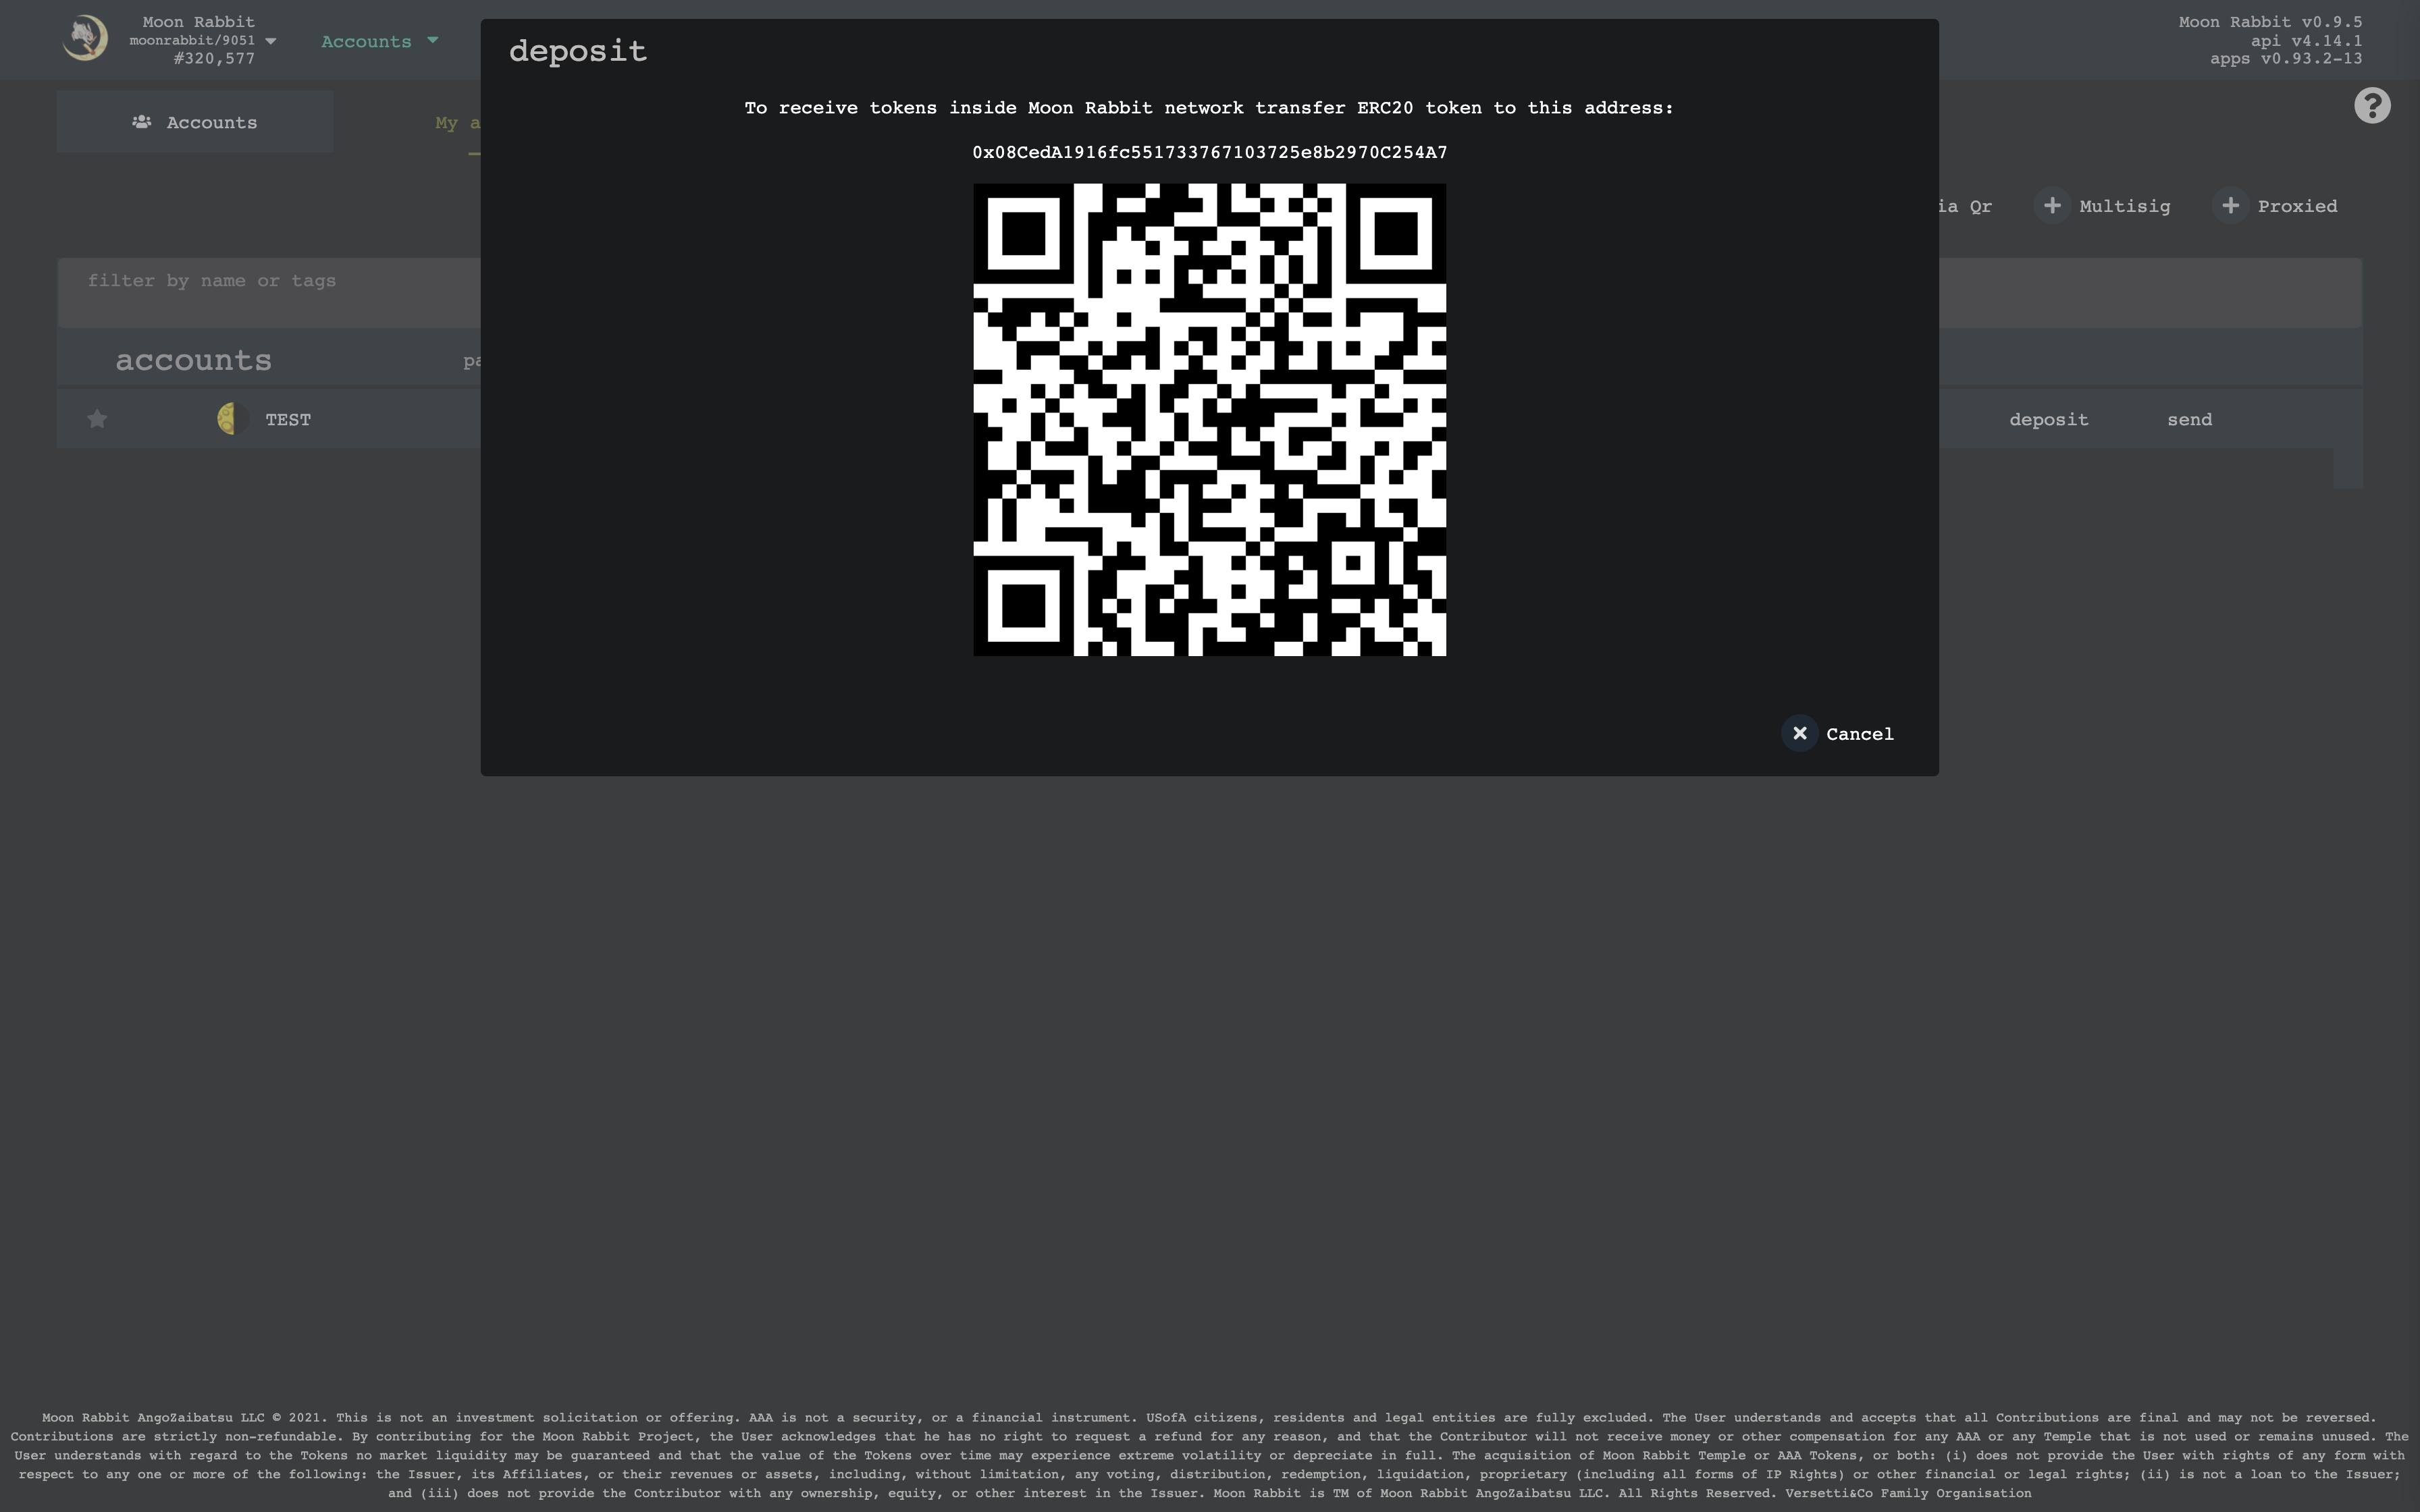 Moon Rabbit
moonrabbit/9051
#320,577
Accounts
Moon Rabbit v0.9.5
api v4.14.1
apps v0.93.2-13
deposit
To receive tokens inside Moon Rabbit network transfer ERC20 token to this address:
0x08CedA1916fc551733767103725e8b2970C254A7
Accounts
My a
ia Qr
Multisig
Proxied
filter by name or tags
accounts
pa
TEST
deposit
send
Cancel
Moon Rabbit AngoZaibatsu LLC © 2021. This is not an investment solicitation or offering. AAA is not a security, or a financial instrument. USofA citizens, residents and legal entities are fully excluded. The User understands and accepts that all Contributions are final and may not be reversed.
Contributions are strictly non-refundable. By contributing for the Moon Rabbit Project, the User acknowledges that he has no right to request a refund for any reason, and that the Contributor will not receive money or other compensation for any AAA or any Temple that is not used or remains unused. The
User understands with regard to the Tokens no market liquidity may be guaranteed and that the value of the Tokens over time may experience extreme volatility or depreciate in full. The acquisition of Moon Rabbit Temple or AAA Tokens, or both: (i) does not provide the User with rights of any form with
respect to any one or more of the following: the Issuer, its Affiliates, or their revenues or assets, including, without limitation, any voting, distribution, redemption, liquidation, proprietary (including all forms of IP Rights) or other financial or legal rights; (ii) is not a loan to the Issuer;
and (iii) does not provide the Contributor with any ownership, equity, or other interest in the Issuer. Moon Rabbit is TM of Moon Rabbit AngoZaibatsu LLC. All Rights Reserved. Versetti&Co Family Organisation